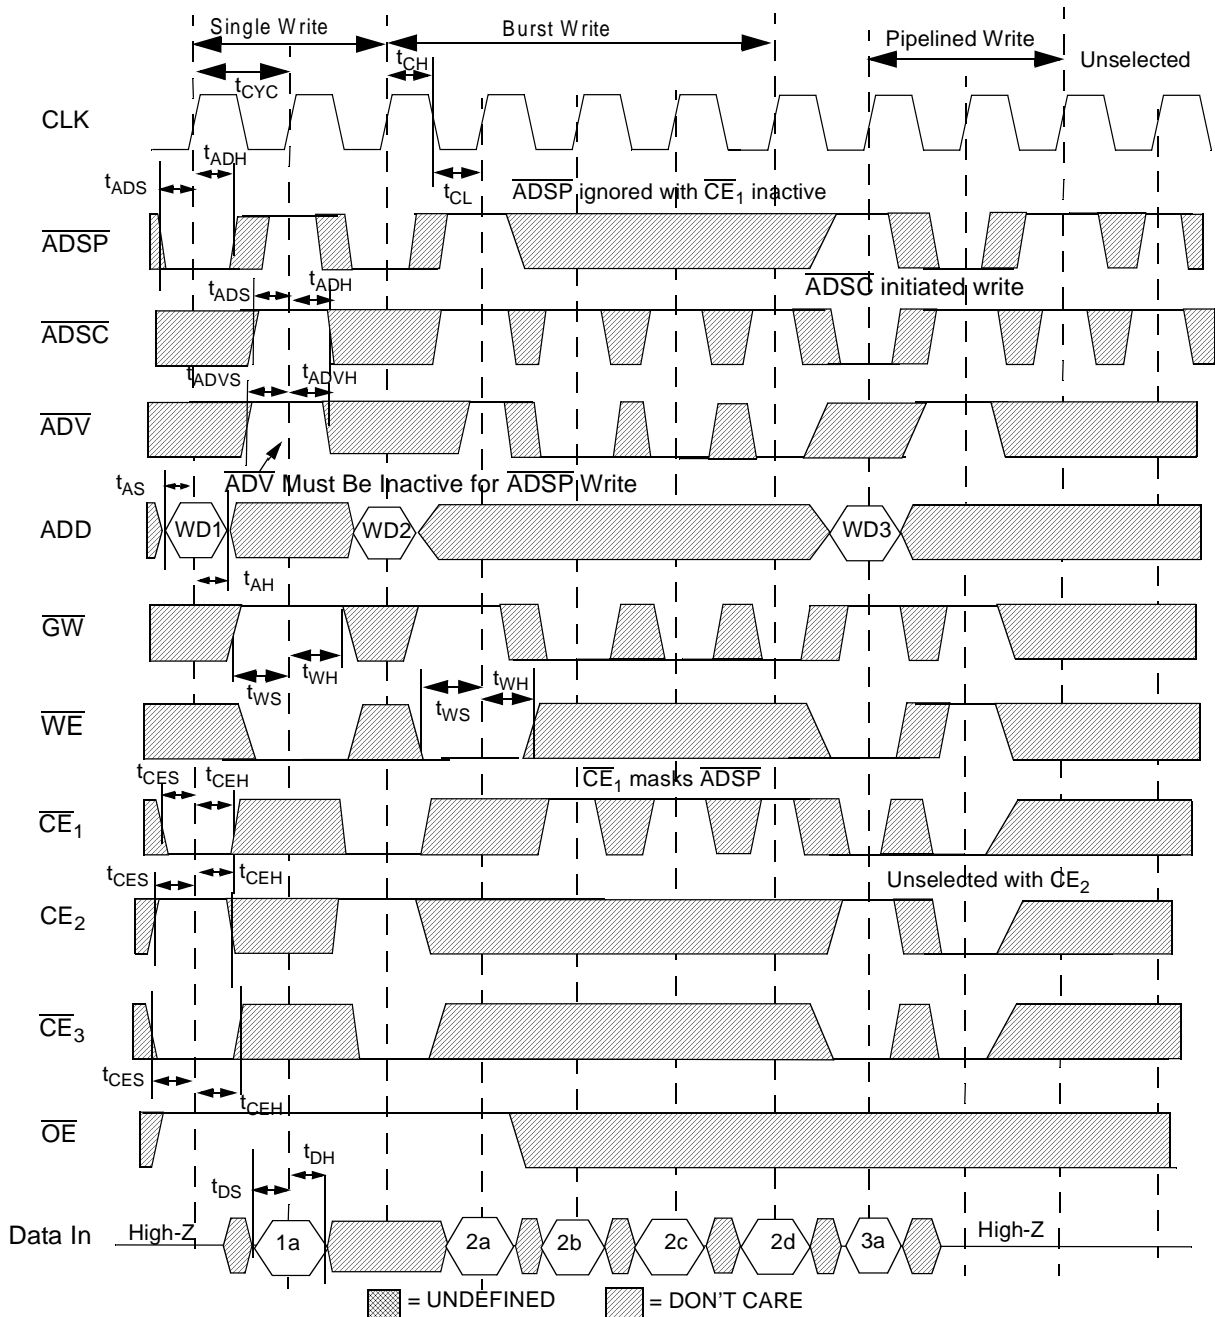 Single Write
Burst Write
Pipelined Write
Unselected
tCH
tCYC
CLK
tADH
tADS
tCL
ADSP ignored with CE1 inactive
ADSP
tADS
tADH
ADSC initiated write
ADSC
tADVS
tADVH
ADV
ADV Must Be Inactive for ADSP Write
tAS
ADD
WD1
WD2
WD3
tAH
GW
tWS
tWH
tWS
tWH
WE
tCES
tCEH
CE1 masks ADSP
CE1
tCES
tCEH
Unselected with CE2
CE2
CE3
tCES
tCEH
OE
tDH
tDS
Data In
High-Z
1a
2a
2b
2c
2d
3a
High-Z
= UNDEFINED
= DON'T CARE